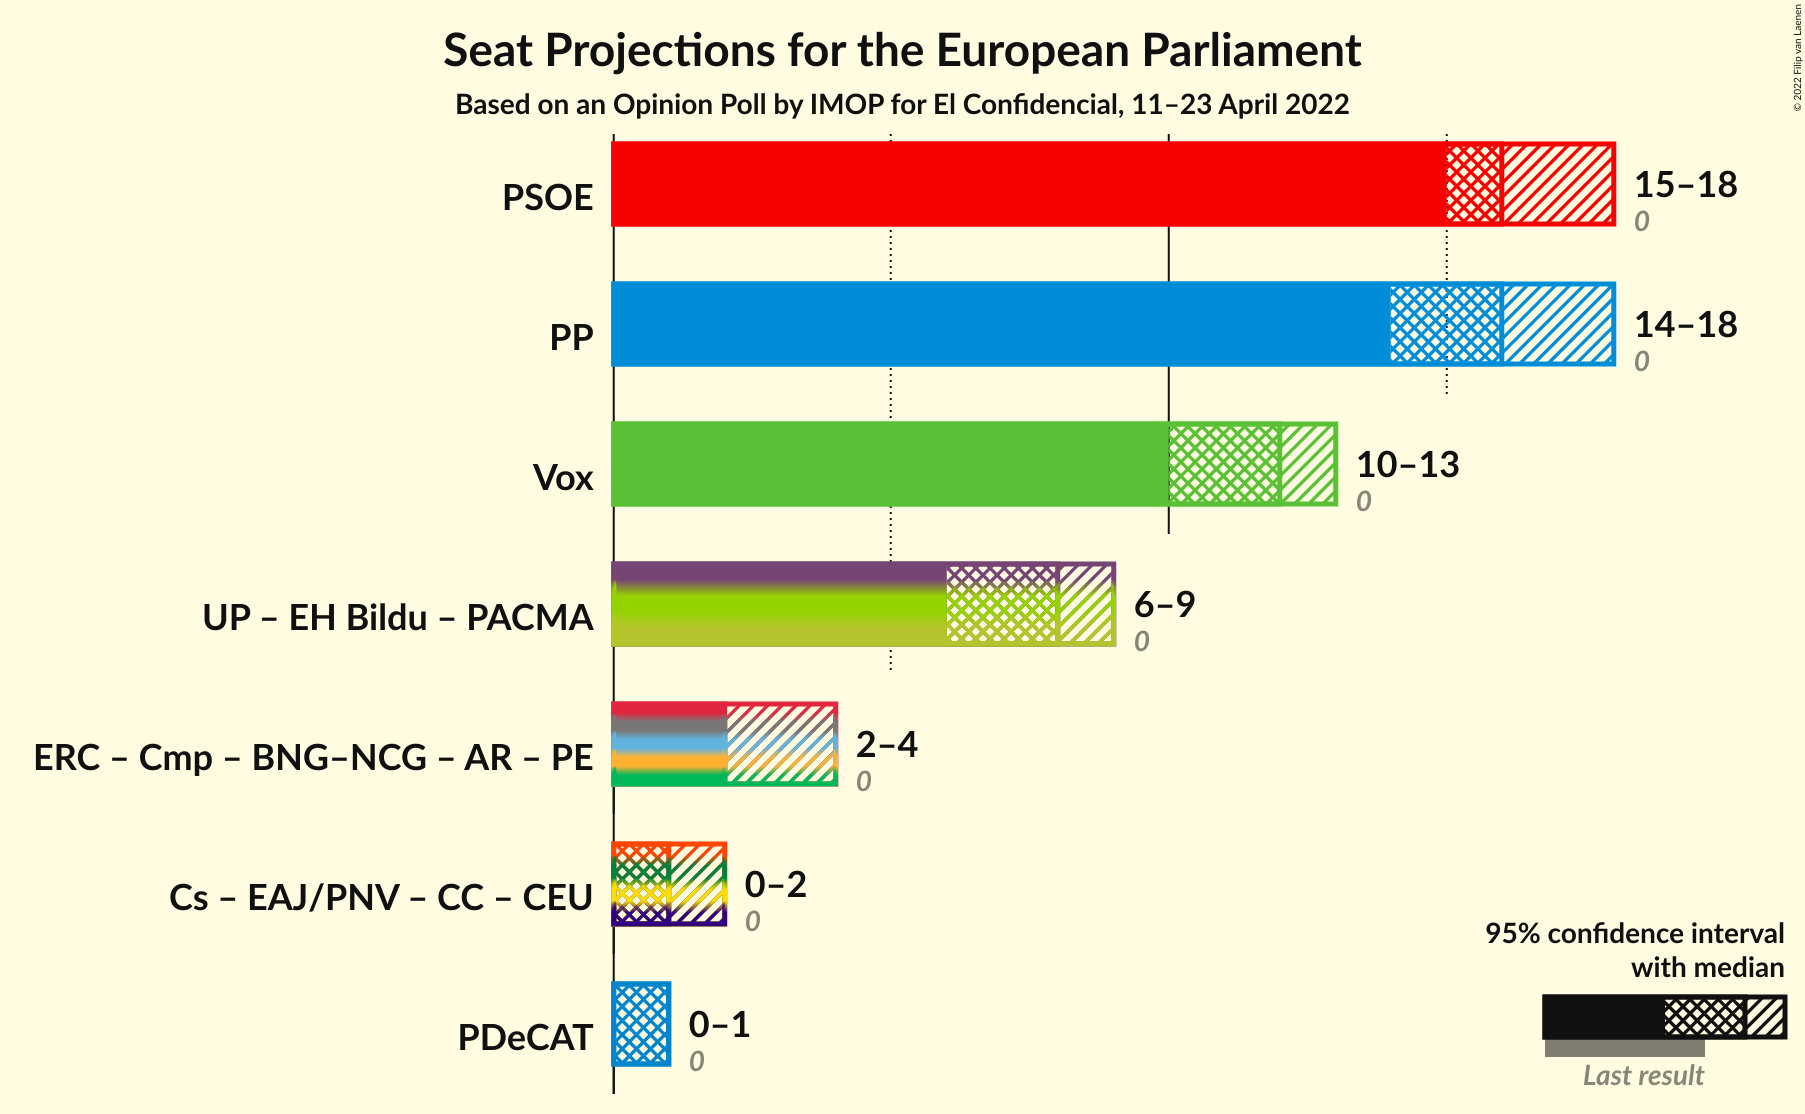 Seat Projections for the European Parliament
Based on an Opinion Poll by IMOP for El Confidencial, 11–23 April 2022
© 2022 Filip van Laenen
PSOE
15–18
0
PP
14–18
0
Vox
10–13
0
UP – EH Bildu – PACMA
6–9
0
ERC – Cmp – BNG–NCG – AR – PE
2–4
0
Cs – EAJ/PNV – CC – CEU
0–2
0
PDeCAT
0–1
0
95% confidence interval
with median
Last result